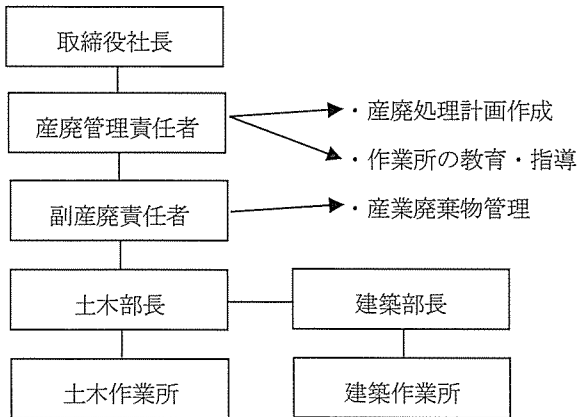 取締役社長
産廃管理責任者
・産廃処理計画作成
・作業所の教育・指導
副産廃責任者
・産業廃棄物管理
土木部長
建築部長
土木作業所
建築作業所